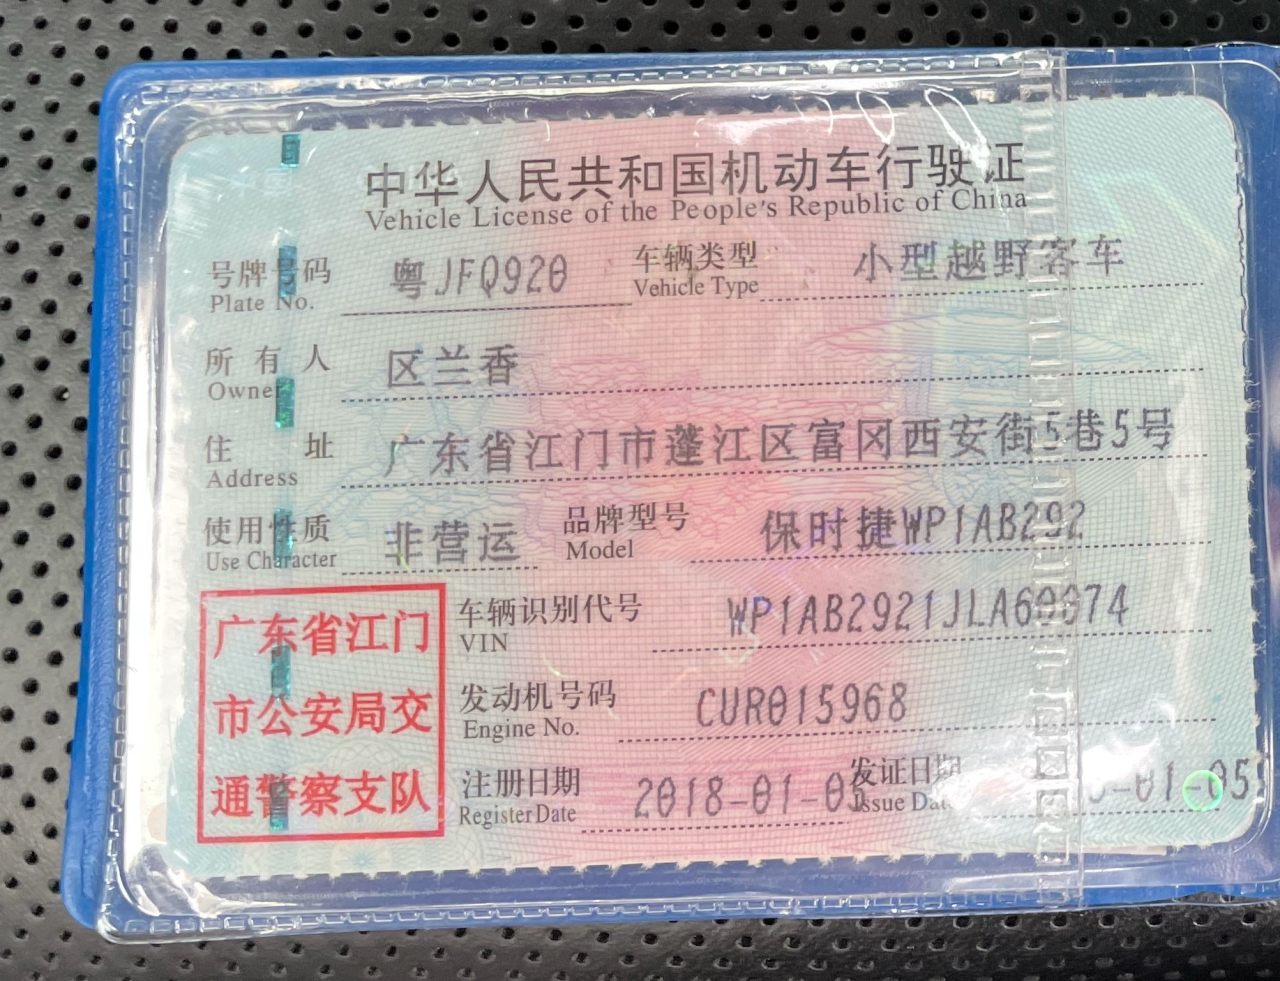 中华人民共和国机动车行驶证
Vehicle License of the People's Republic of China
号牌号码 粤JFQ920 车辆类型 小型越野客车
Plate No. Vehicle Type
所有人 区兰香
Owner
住址 广东省江门市蓬江区富冈西安街5巷5号
Address
使用性质 非营运 品牌型号 保时捷WP1AB292
Use Character Model
广东省江门
市公安局交
通警察支队
车辆识别代号
VIN
发动机号码 CUR015968
Engine No.
注册日期 2018-01-05 发证日期 -01-05
Register Date Issue Date